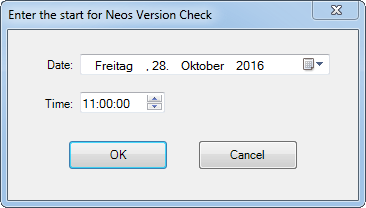 Enter the start for Neos Version Check
Date: Freitag , 28. Oktober 2016
Time: 11:00:00
OK Cancel